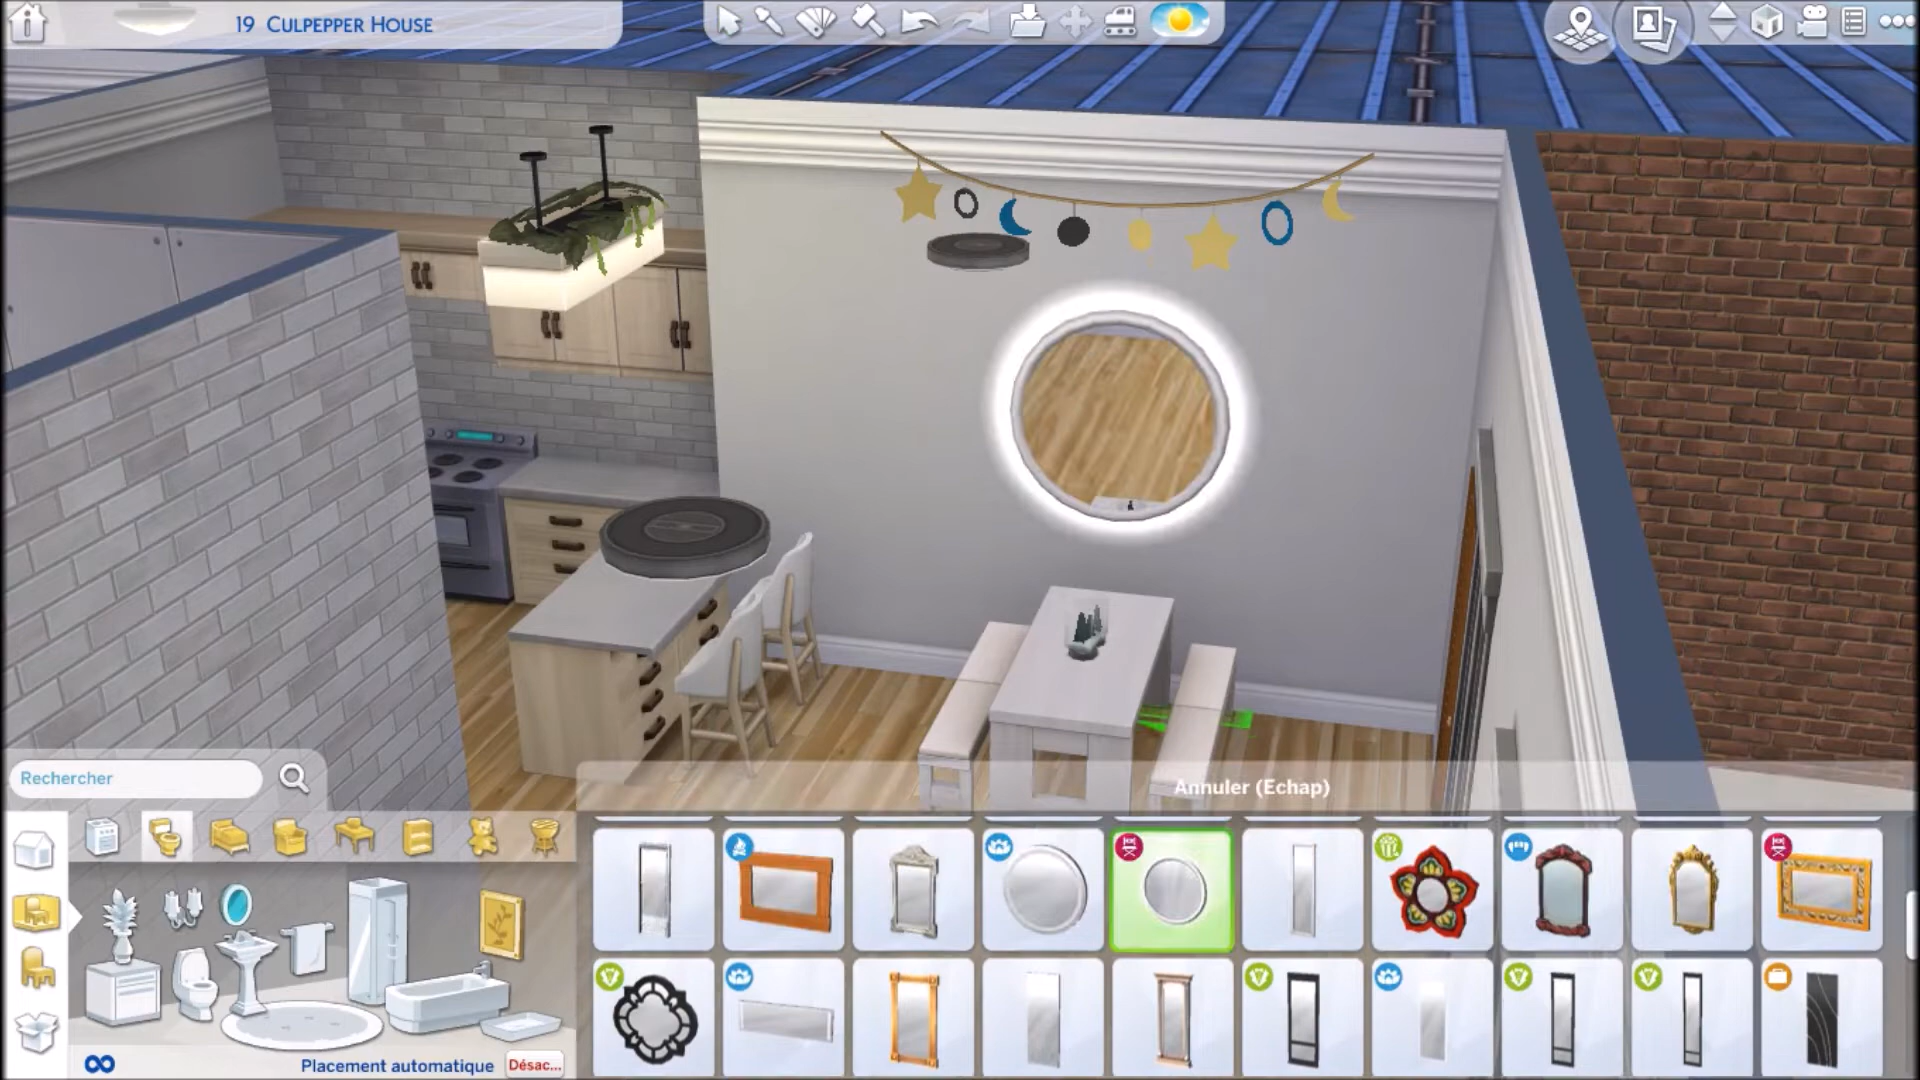 19 Culpepper House
Rechercher
Annuler (Echap)
Placement automatique
Désac...